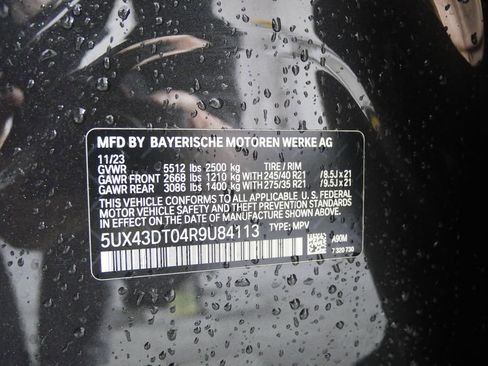 MFD BY BAYERISCHE MOTOREN WERKE AG
11/23
GVWR 5512 lbs 2500 kg TIRE / RIM
GAWR FRONT 2668 lbs 1210 kg WITH 245/40 R21 /8.5J x 21
GAWR REAR 3086 lbs 1400 kg WITH 275/35 R21 /9.5J x 21
THIS VEHICLE CONFORMS TO ALL APPLICABLE U. S. FEDERAL
MOTOR VEHICLE SAFETY STANDARDS IN EFFECT ON THE DATE OF
MANUFACTURE SHOWN ABOVE.
5UX43DT04R9U84113 TYPE: MPV
A90M
7 320 730